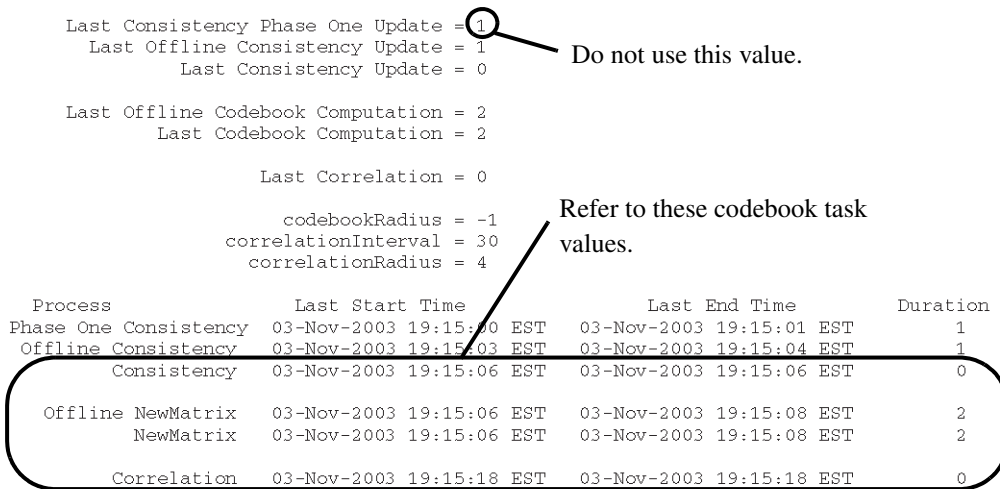 Last Consistency Phase One Update = 1
Last Offline Consistency Update = 1
Do not use this value.
Last Consistency Update = 0
Last Offline Codebook Computation = 2
Last Codebook Computation = 2
Last Correlation = 0
Refer to these codebook task
values.
codebookRadius = -1
correlationInterval = 30
correlationRadius = 4
Process Last Start Time Last End Time Duration
Phase One Consistency 03-Nov-2003 19:15:00 EST 03-Nov-2003 19:15:01 EST 1
Offline Consistency 03-Nov-2003 19:15:03 EST 03-Nov-2003 19:15:04 EST 1
Consistency 03-Nov-2003 19:15:06 EST 03-Nov-2003 19:15:06 EST 0
Offline NewMatrix 03-Nov-2003 19:15:06 EST 03-Nov-2003 19:15:08 EST 2
NewMatrix 03-Nov-2003 19:15:06 EST 03-Nov-2003 19:15:08 EST 2
Correlation 03-Nov-2003 19:15:18 EST 03-Nov-2003 19:15:18 EST 0